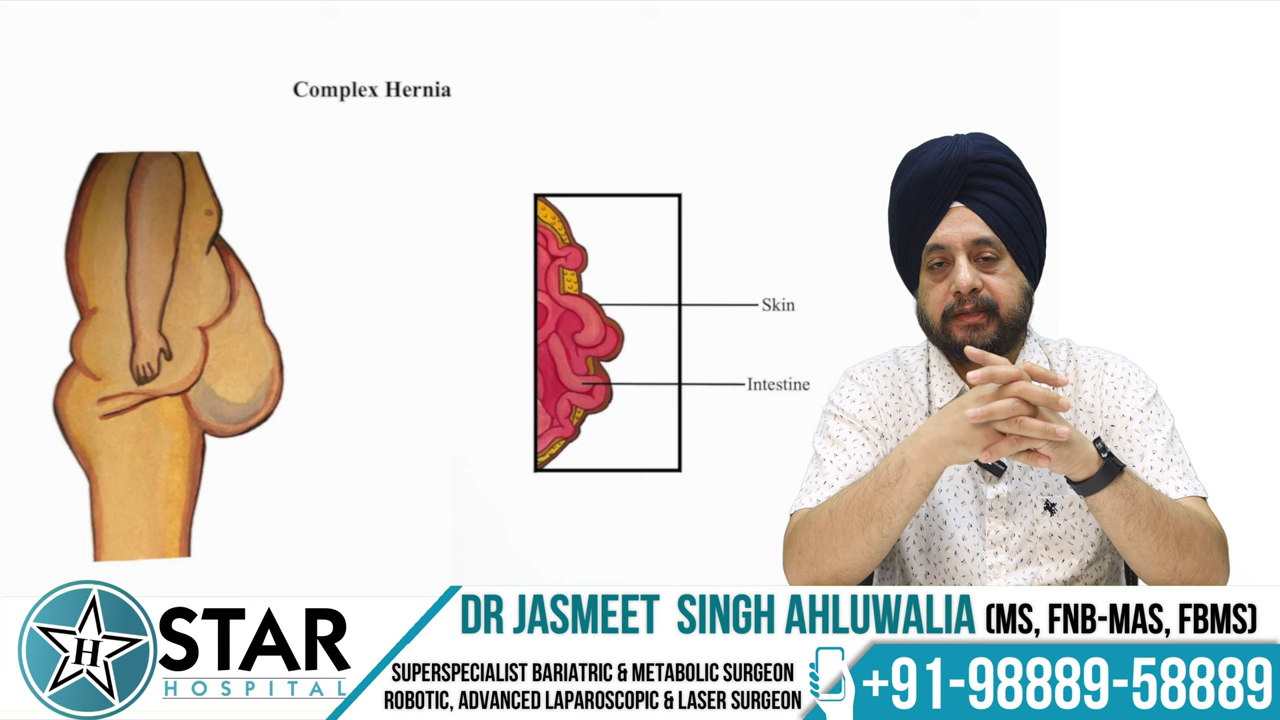 Complex Hernia
Skin
Intestine
H
STAR
HOSPITAL
DR JASMEET SINGH AHLUWALIA (MS, FNB-MAS, FBMS)
SUPERSPECIALIST BARIATRIC & METABOLIC SURGEON
ROBOTIC, ADVANCED LAPAROSCOPIC & LASER SURGEON
+91-98889-58889